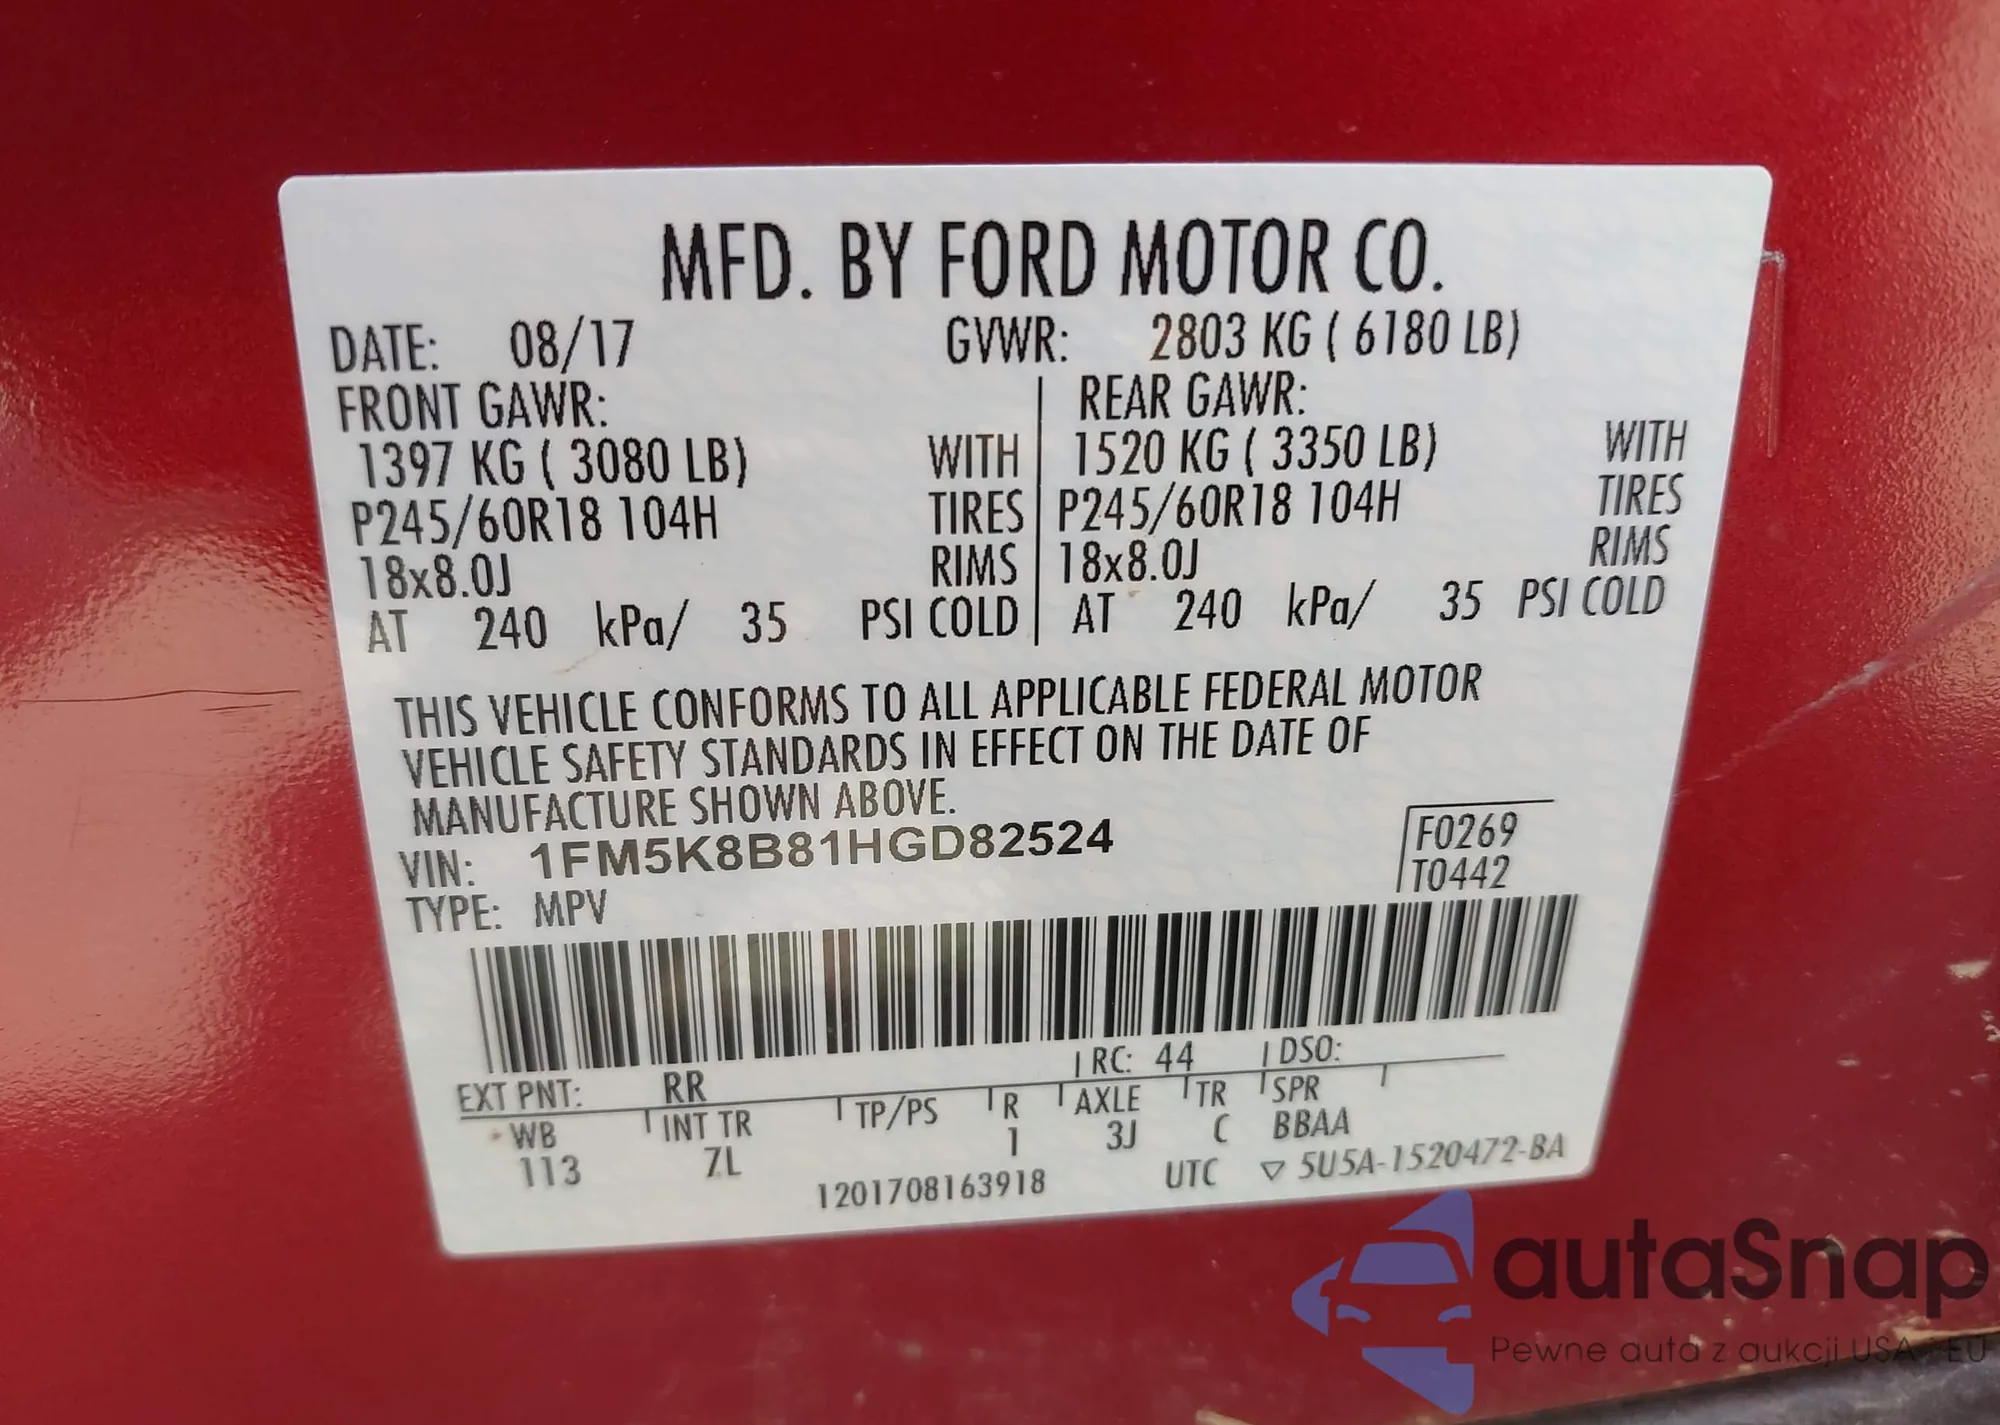 MFD. BY FORD MOTOR CO.
DATE: 08/17 GVWR: 2803 KG ( 6180 LB)
FRONT GAWR: REAR GAWR:
1397 KG ( 3080 LB) WITH 1520 KG ( 3350 LB) WITH
P245/60R18 104H TIRES P245/60R18 104H TIRES
18x8.0J RIMS 18x8.0J RIMS
AT 240 kPa/ 35 PSI COLD AT 240 kPa/ 35 PSI COLD
THIS VEHICLE CONFORMS TO ALL APPLICABLE FEDERAL MOTOR
VEHICLE SAFETY STANDARDS IN EFFECT ON THE DATE OF
MANUFACTURE SHOWN ABOVE.
VIN: 1FM5K8B81HGD82524 F0269
TYPE: MPV T0442
EXT PNT: RR RC: 44 DSO:
WB INT TR TP/PS R AXLE TR SPR
113 7L 1 3J C BBAA
1201708163918 UTC ▽ 5U5A-1520472-BA
autaSnap
Pewne auta z aukcji USA i EU